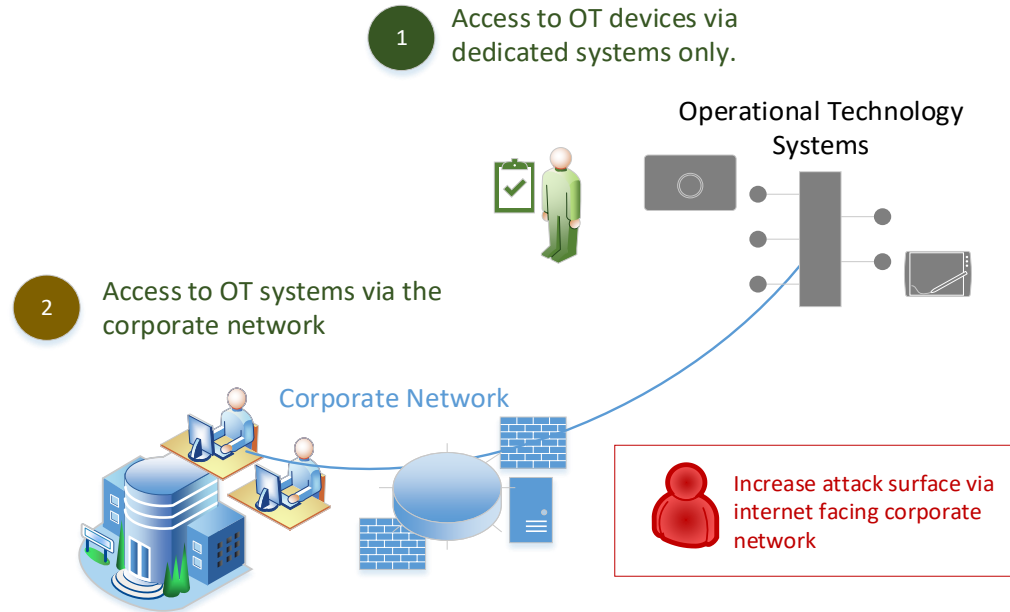 1
Access to OT devices via
dedicated systems only.
Operational Technology
Systems
2
Access to OT systems via the
corporate network
Corporate Network
Increase attack surface via
internet facing corporate
network